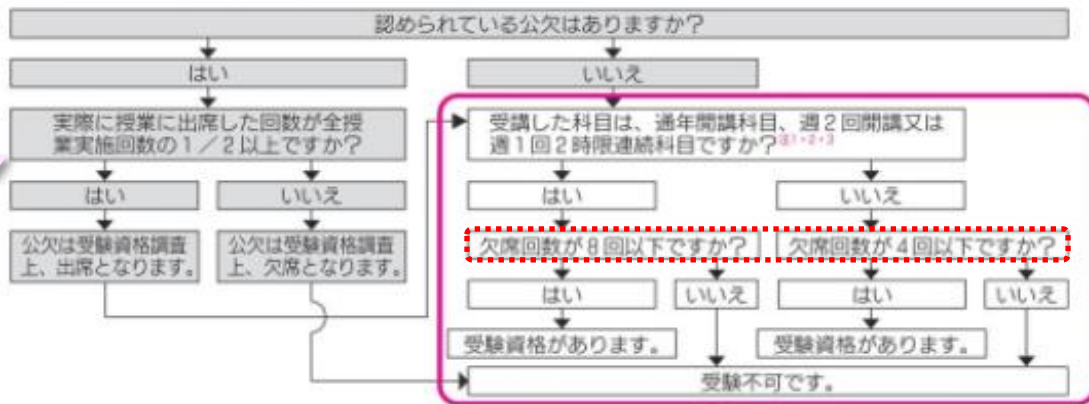 認められている公欠はありますか？
はい
いいえ
実際に授業に出席した回数が全授
業実施回数の１／２以上ですか？
受講した科目は、通年開講科目、週２回開講又は
週１回２時限連続科目ですか？注1・2・3
はい
いいえ
はい
いいえ
公欠は受験資格調査
上、出席となります。
公欠は受験資格調査
上、欠席となります。
欠席回数が８回以下ですか？
欠席回数が４回以下ですか？
はい
いいえ
はい
いいえ
受験資格があります。
受験資格があります。
受験不可です。